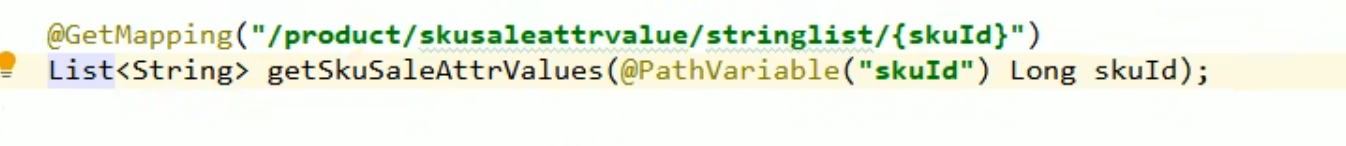 @GetMapping("/product/skusaleattrvalue/stringlist/{skuId}")
List<String> getSkuSaleAttrValues(@PathVariable("skuId") Long skuId);